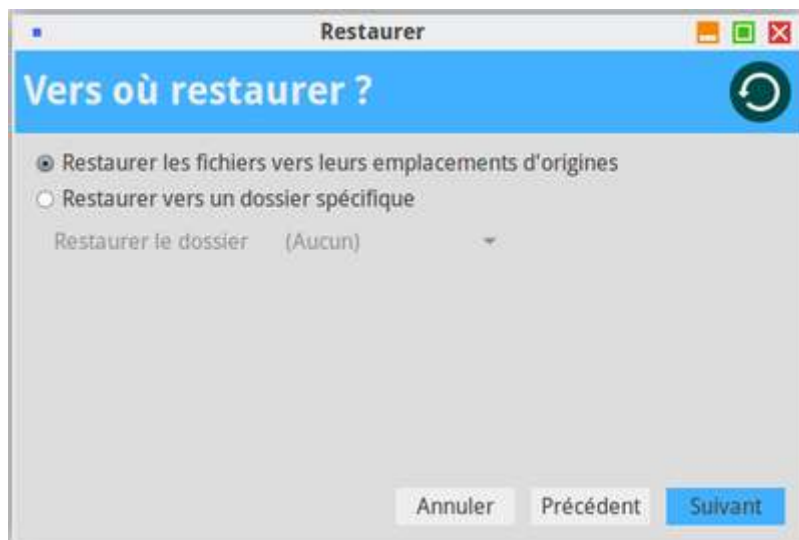 Restaurer
Vers où restaurer ?
Restaurer les fichiers vers leurs emplacements d'origines
Restaurer vers un dossier spécifique
Restaurer le dossier (Aucun)
Annuler Précédent Suivant